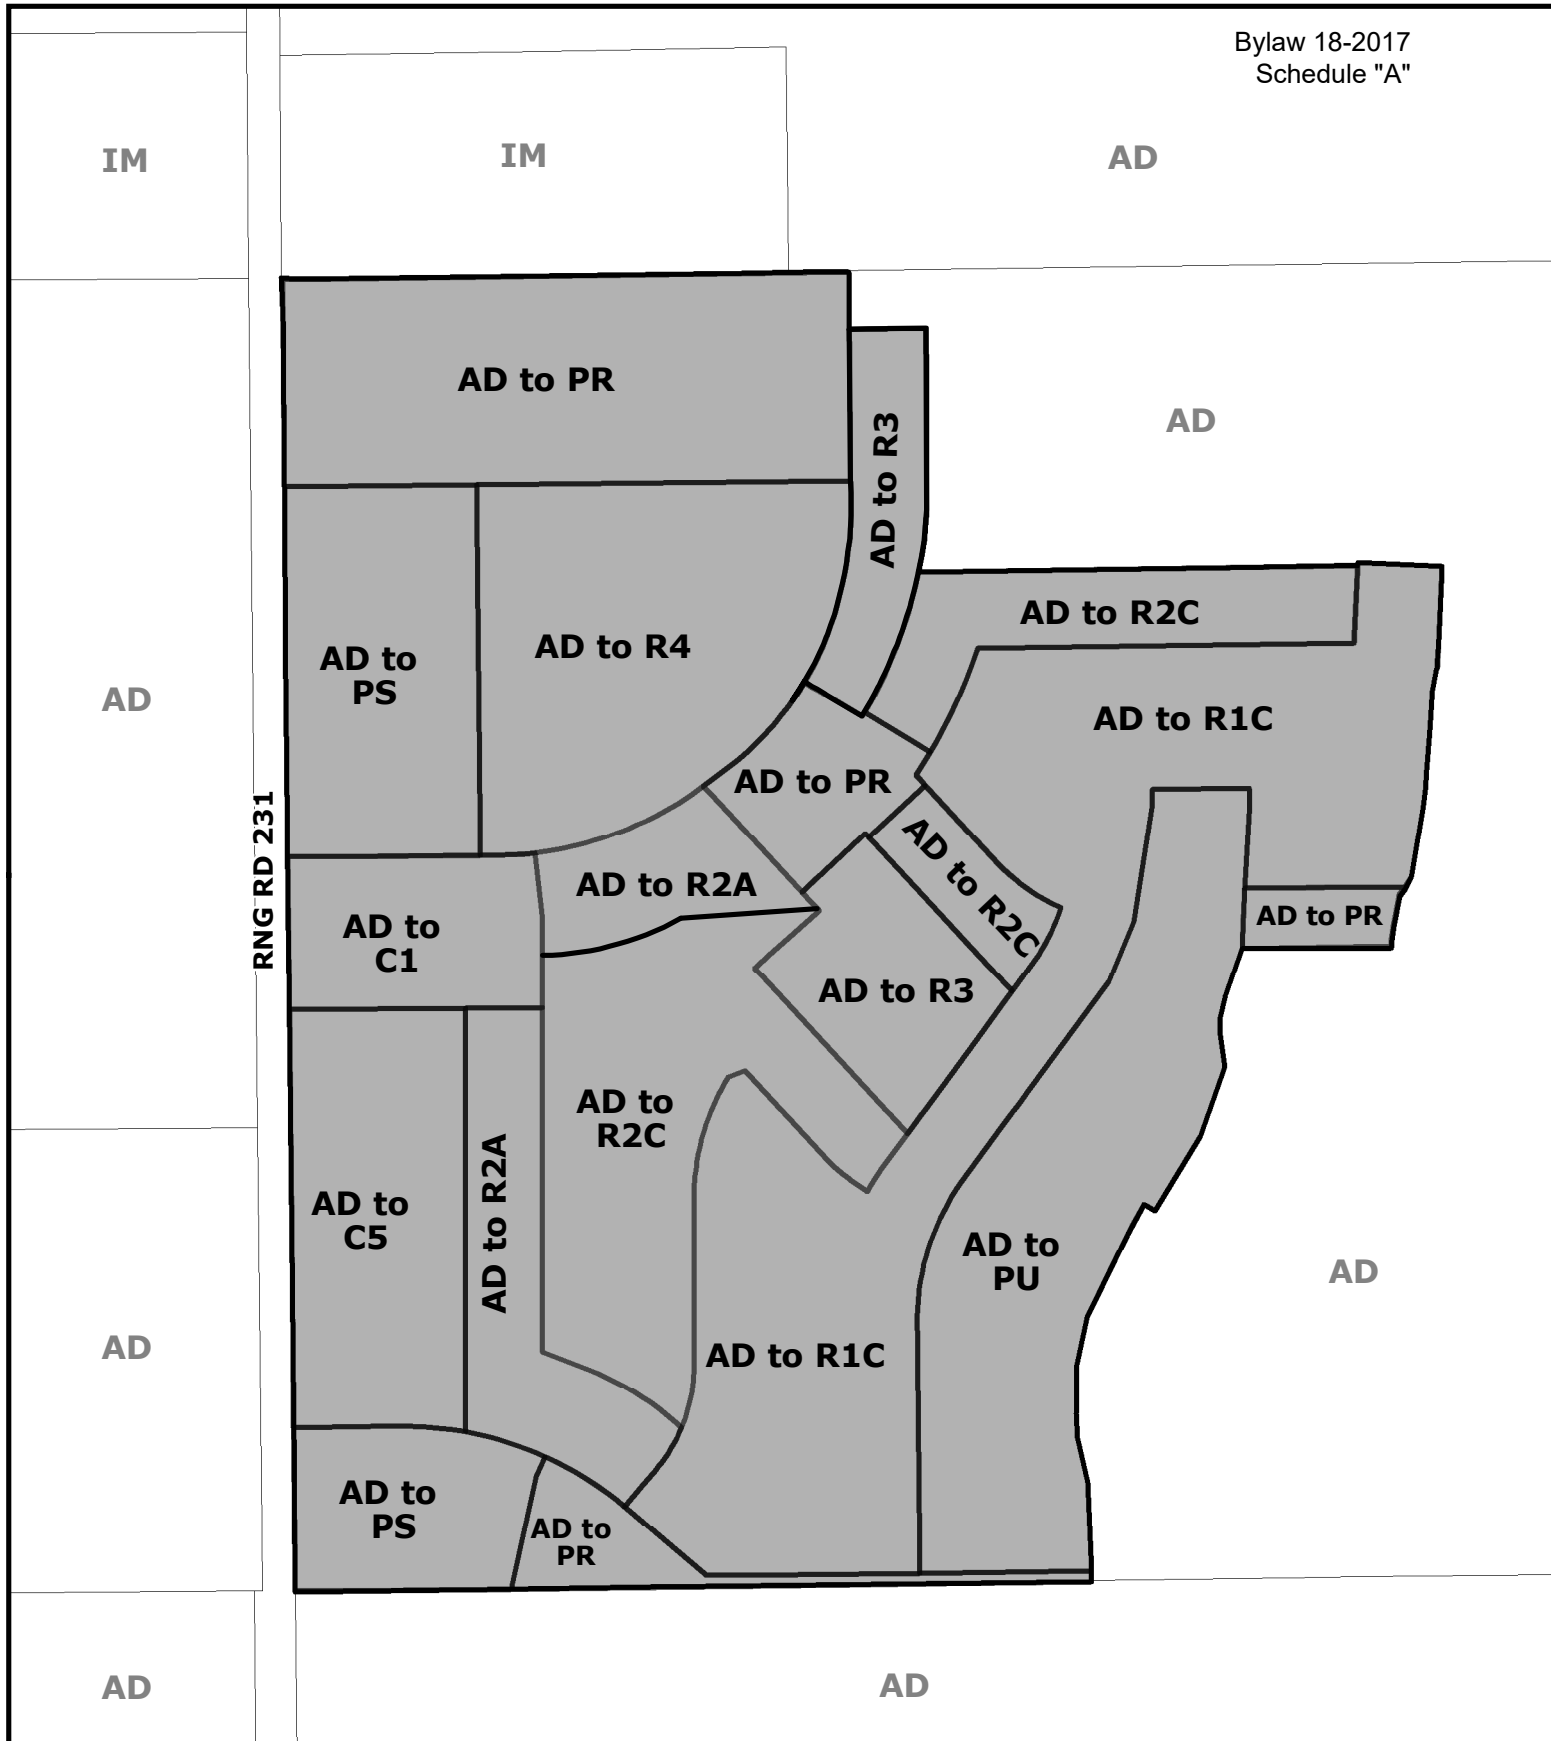 Bylaw 18-2017
Schedule "A"
IM
IM
AD
AD to PR
AD to R3
AD
AD to R2C
AD to
PS
AD to R4
AD
AD to R1C
AD to PR
RNG RD 231
AD to R2C
AD to R2A
AD to
C1
AD to PR
AD to R3
AD to
R2C
AD to
C5
AD to R2A
AD to
PU
AD
AD
AD to R1C
AD to
PS
AD to
PR
AD
AD